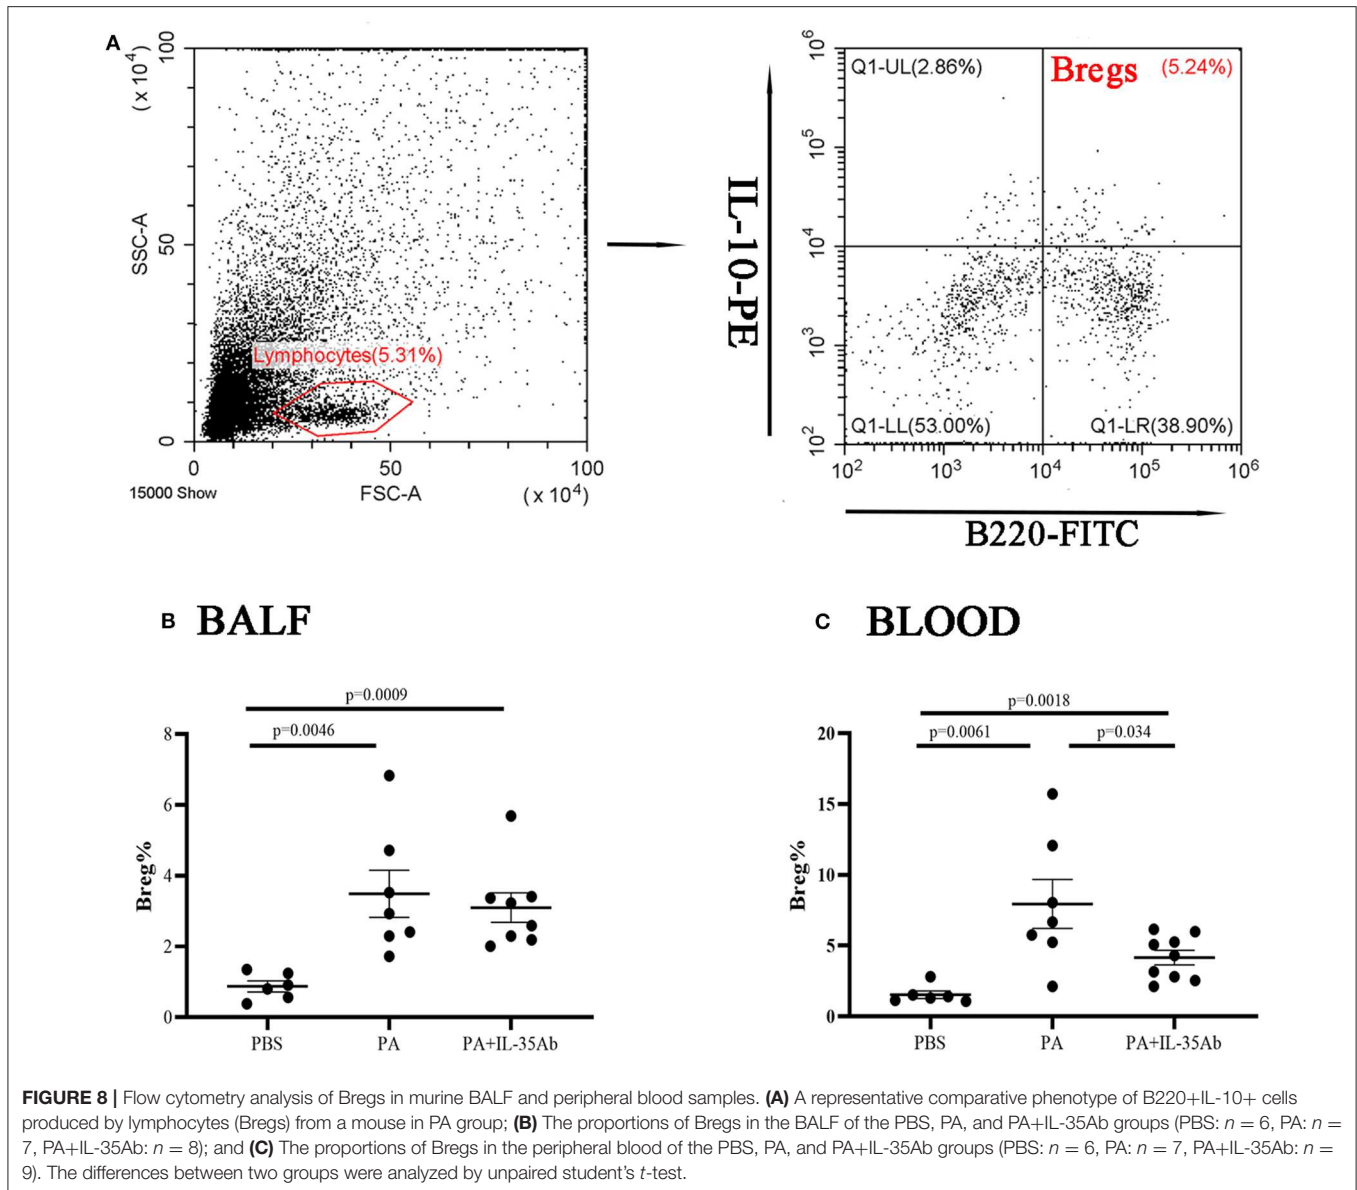 A
100
(x 10⁴)
50
SSC-A
0
Lymphocytes(5.31%)
0
50
100
15000 Show
FSC-A
(x 10⁴)
IL-10-PE
10⁶
10⁵
10⁴
10³
10²
Q1-UL(2.86%)
Bregs (5.24%)
Q1-LL(53.00%)
Q1-LR(38.90%)
10² 10³ 10⁴ 10⁵ 10⁶
B220-FITC
B BALF
p=0.0009
p=0.0046
8
6
4
2
0
Breg%
PBS PA PA+IL-35Ab
C BLOOD
p=0.0018
p=0.0061 p=0.034
20
15
10
5
0
Breg%
PBS PA PA+IL-35Ab
FIGURE 8 | Flow cytometry analysis of Bregs in murine BALF and peripheral blood samples. (A) A representative comparative phenotype of B220+IL-10+ cells
produced by lymphocytes (Bregs) from a mouse in PA group; (B) The proportions of Bregs in the BALF of the PBS, PA, and PA+IL-35Ab groups (PBS: n = 6, PA: n =
7, PA+IL-35Ab: n = 8); and (C) The proportions of Bregs in the peripheral blood of the PBS, PA, and PA+IL-35Ab groups (PBS: n = 6, PA: n = 7, PA+IL-35Ab: n =
9). The differences between two groups were analyzed by unpaired student's t-test.